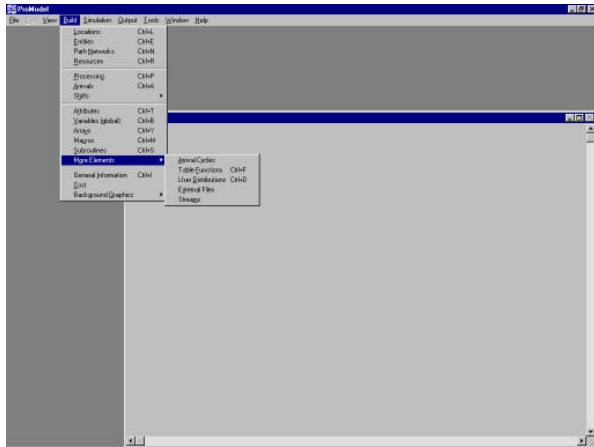 ProModel
File Edit View Build Simulation Output Tools Window Help
Locations Ctrl+L
Entities Ctrl+E
Path Networks Ctrl+N
Resources Ctrl+R
Processing Ctrl+P
Arrivals Ctrl+A
Shifts
Attributes Ctrl+T
Variables (global) Ctrl+B
Arrays Ctrl+Y
Macros Ctrl+M
Subroutines Ctrl+S
More Elements
Arrival Cycles
Table Functions Ctrl+F
User Distributions Ctrl+D
External Files
Streams
General Information Ctrl+I
Cost
Background Graphics